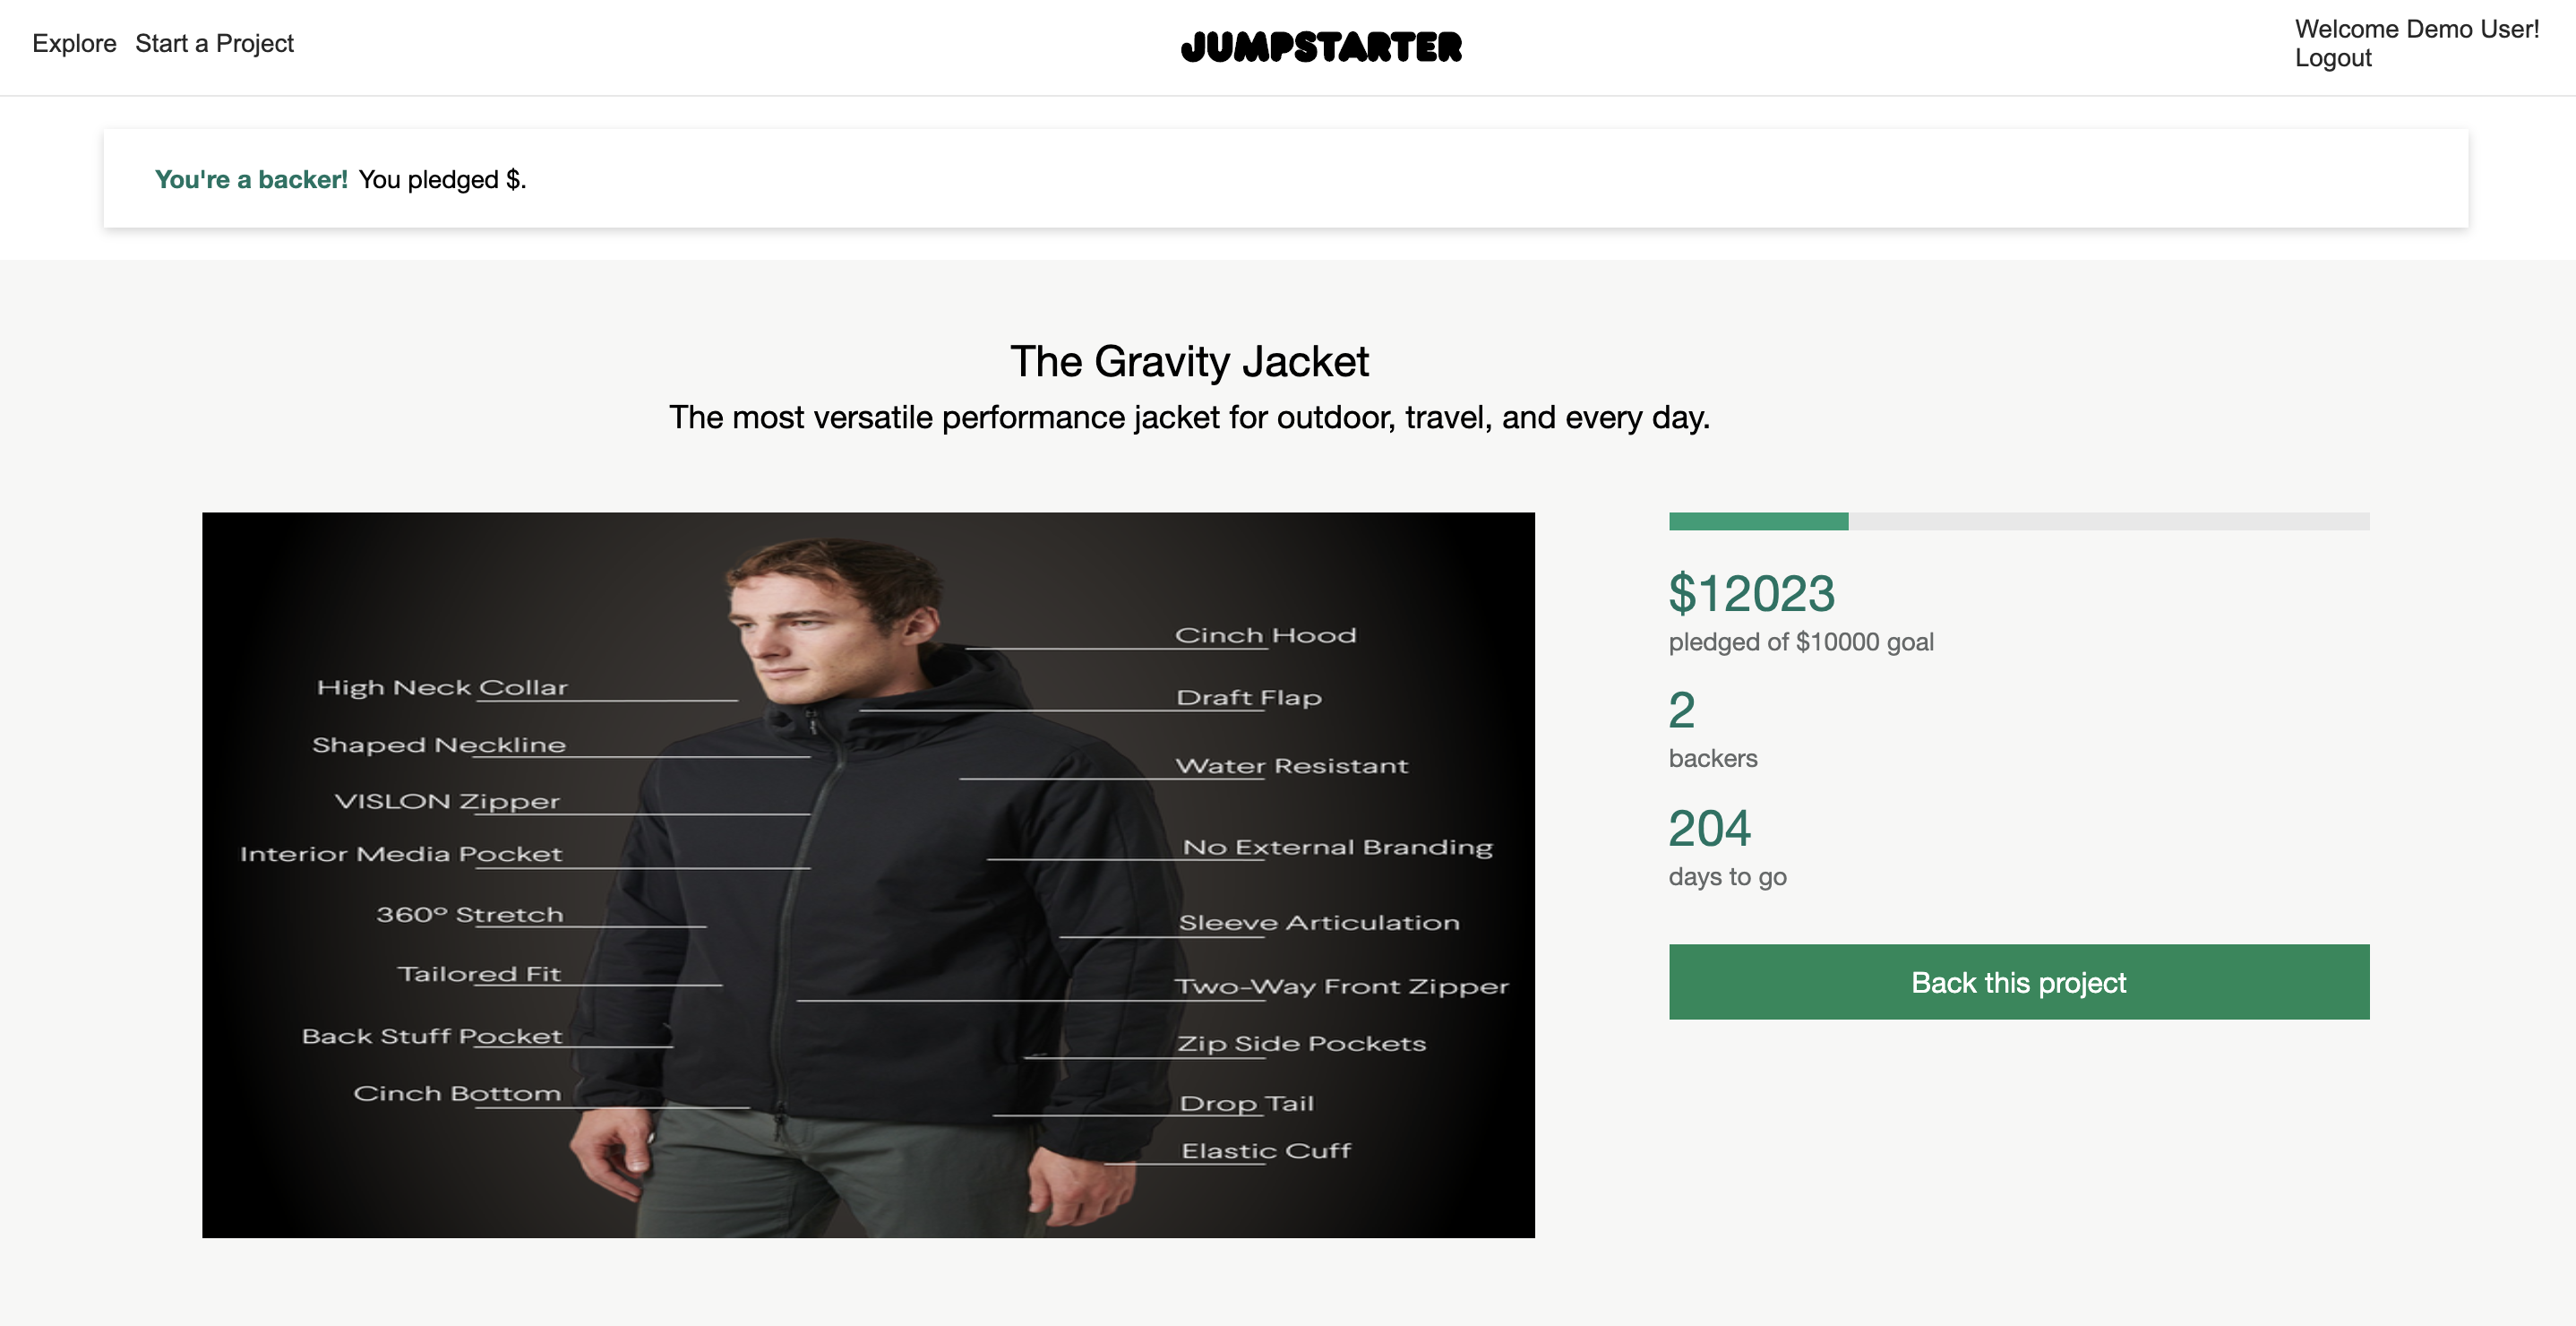 Explore Start a Project
JUMPSTARTER
Welcome Demo User!
Logout
You're a backer! You pledged $.
The Gravity Jacket
The most versatile performance jacket for outdoor, travel, and every day.
High Neck Collar
Shaped Neckline
VISLON Zipper
Interior Media Pocket
360º Stretch
Tailored Fit
Back Stuff Pocket
Cinch Bottom
Cinch Hood
Draft Flap
Water Resistant
No External Branding
Sleeve Articulation
Two-Way Front Zipper
Zip Side Pockets
Drop Tail
Elastic Cuff
$12023
pledged of $10000 goal
2
backers
204
days to go
Back this project